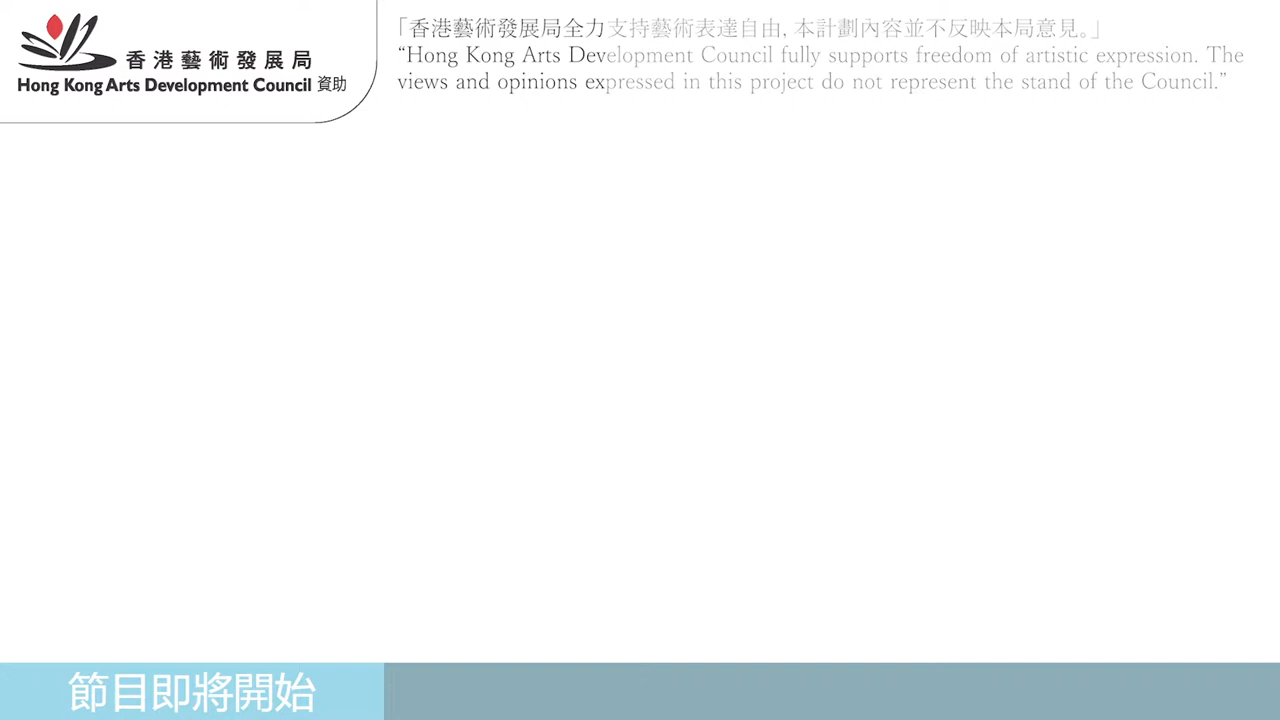 香港藝術發展局
Hong Kong Arts Development Council 資助
「香港藝術發展局全力支持藝術表達自由，本計劃內容並不反映本局意見。」
“Hong Kong Arts Development Council fully supports freedom of artistic expression. The
views and opinions expressed in this project do not represent the stand of the Council.”
節目即將開始